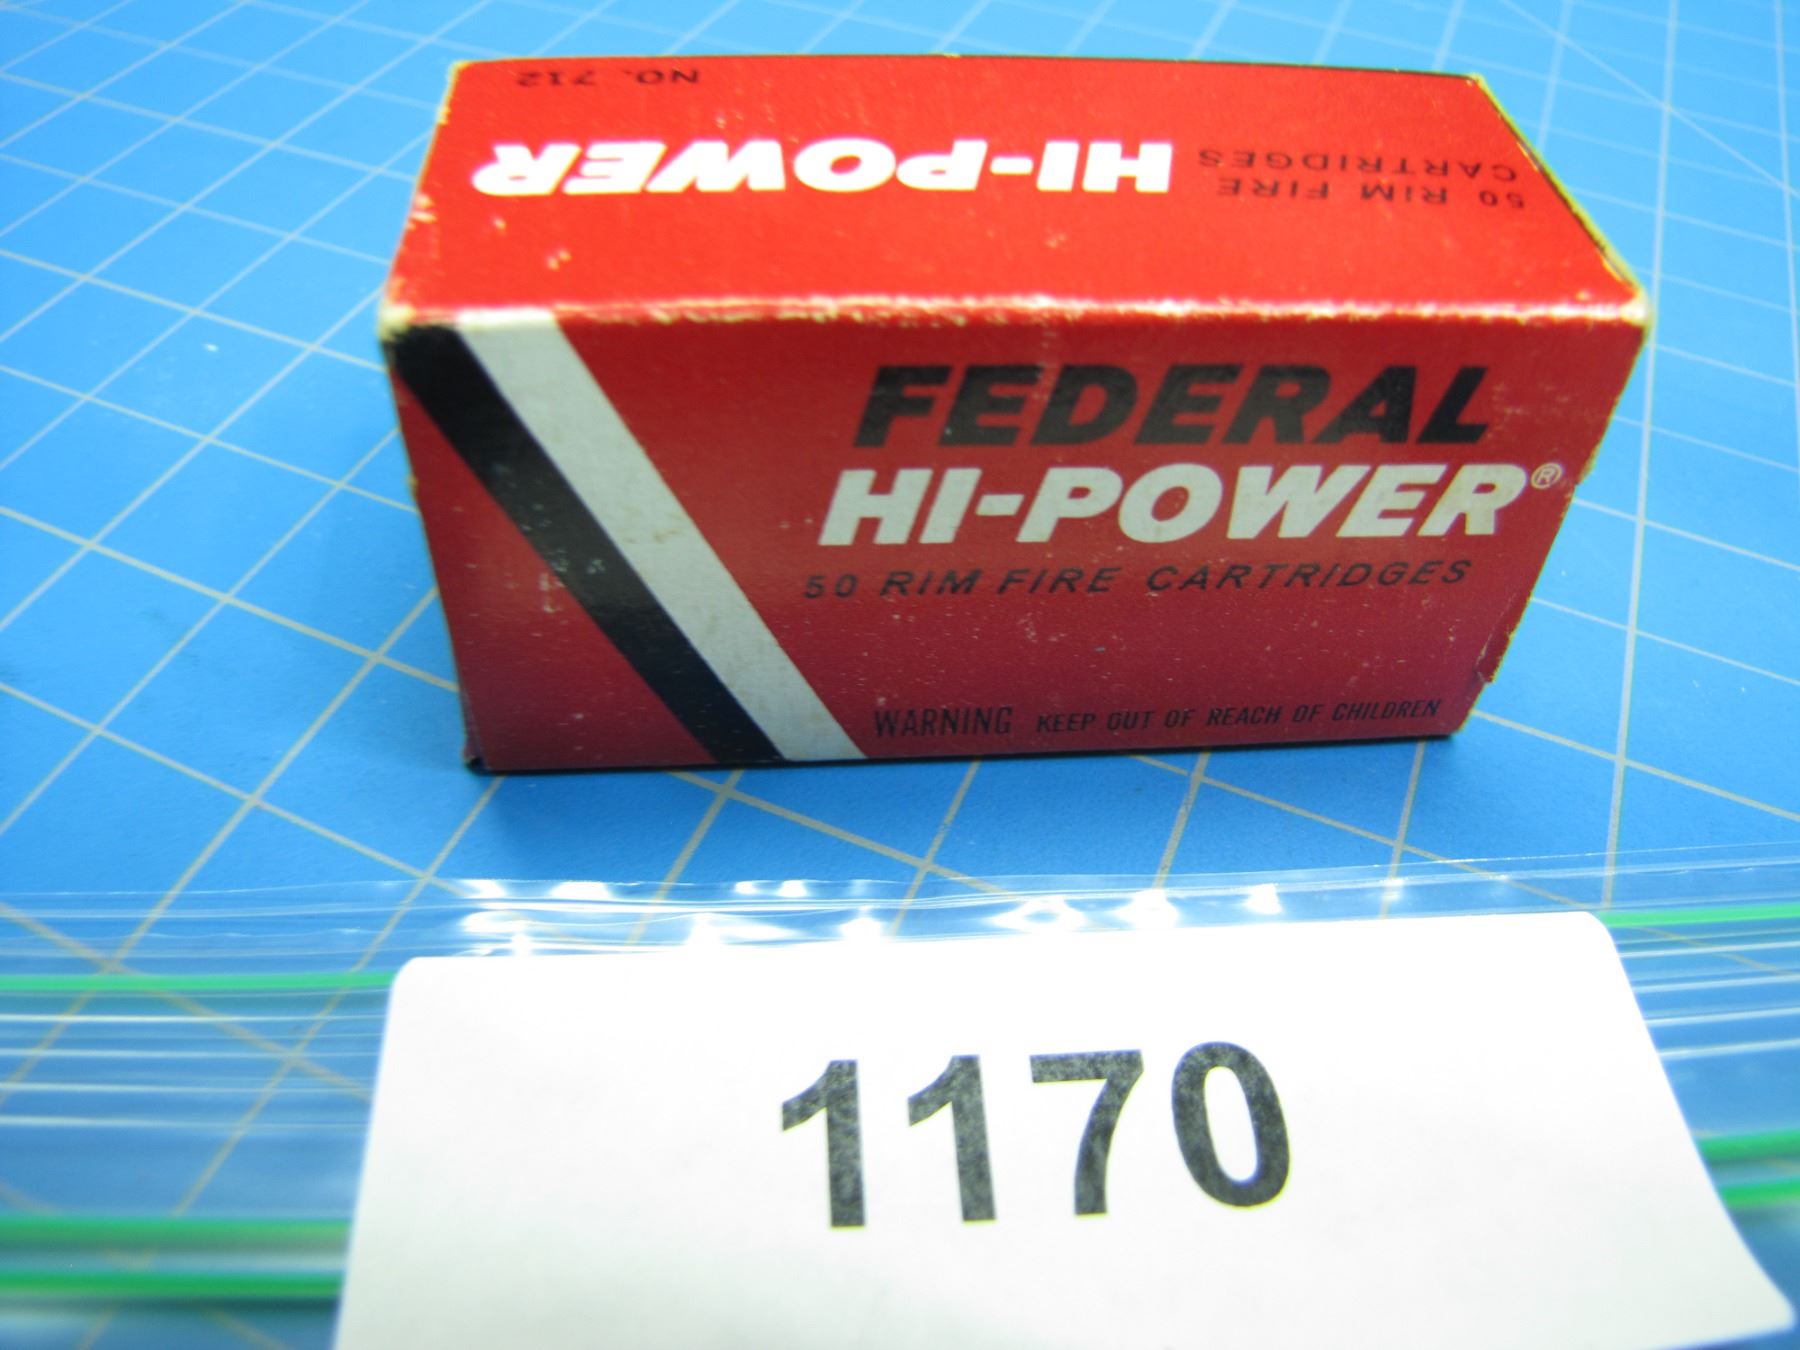 NO. 712
HI-POWER
50 RIM FIRE
CARTRIDGES
FEDERAL
HI-POWER®
50 RIM FIRE CARTRIDGES
WARNING KEEP OUT OF REACH OF CHILDREN
1170